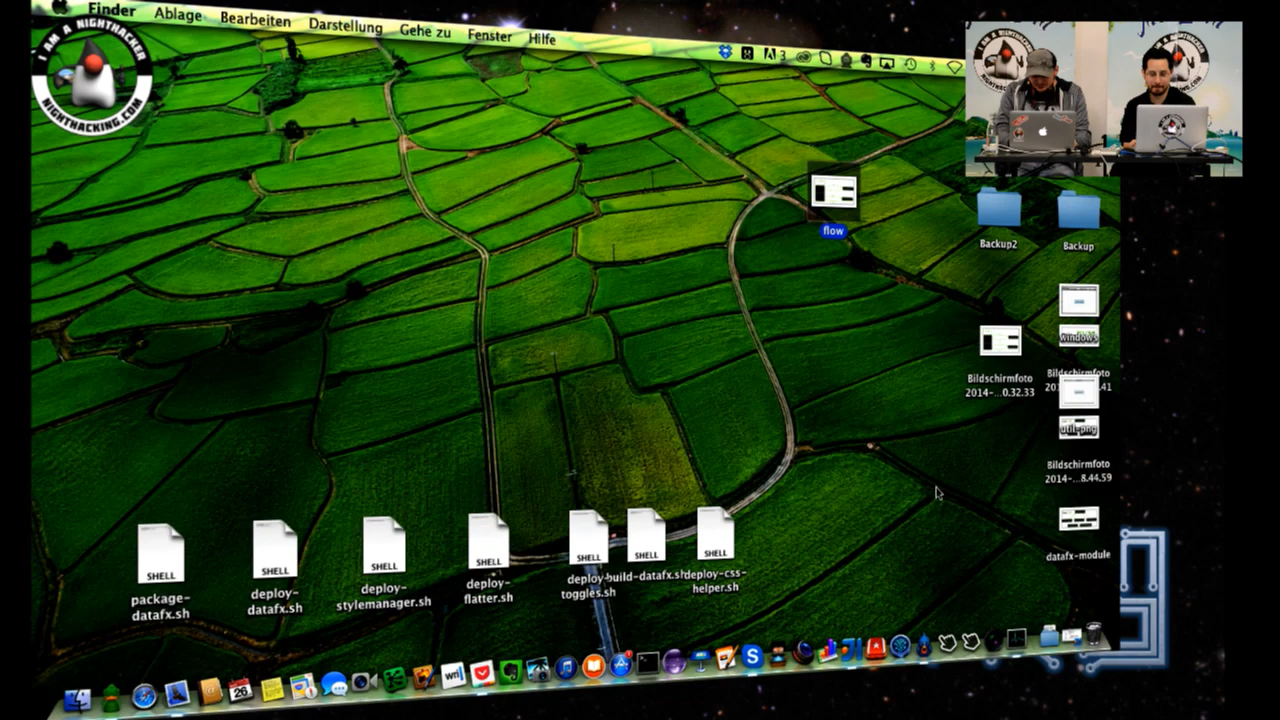 Finder Ablage Bearbeiten Darstellung Gehe zu Fenster Hilfe
3
I AM A NIGHTHACKER
NIGHTHACKING.COM
flow
Backup2
Backup
windows
Bildschirmfoto
2014-...0.32.33
Bildschirmfoto
util-png
Bildschirmfoto
2014-...8.44.59
datafx-module
SHELL
package-
datafx.sh
SHELL
deploy-
datafx.sh
SHELL
deploy-
stylemanager.sh
SHELL
deploy-
flatter.sh
SHELL
deploy-
toggles.sh
SHELL
build-datafx.sh
SHELL
deploy-css-
helper.sh
26
S